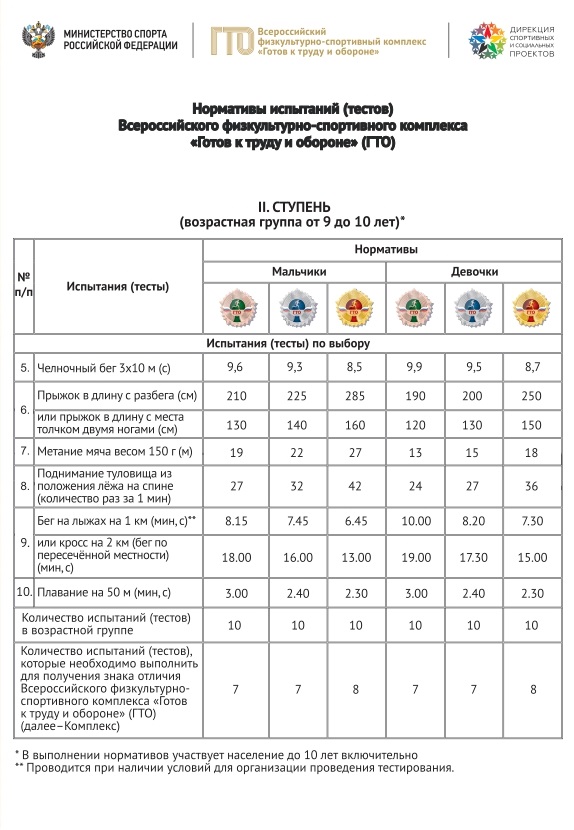 МИНИСТЕРСТВО СПОРТА
РОССИЙСКОЙ ФЕДЕРАЦИИ
ГТО
Всероссийский
физкультурно-спортивный комплекс
«Готов к труду и обороне»
ДИРЕКЦИЯ
СПОРТИВНЫХ
И СОЦИАЛЬНЫХ
ПРОЕКТОВ
Нормативы испытаний (тестов)
Всероссийского физкультурно-спортивного комплекса
«Готов к труду и обороне» (ГТО)
II. СТУПЕНЬ
(возрастная группа от 9 до 10 лет)*
№
п/п
Испытания (тесты)
Нормативы
Мальчики
Девочки
ГТО ГТО ГТО ГТО ГТО ГТО
Испытания (тесты) по выбору
5. Челночный бег 3х10 м (с) 9,6 9,3 8,5 9,9 9,5 8,7
6.
Прыжок в длину с разбега (см) 210 225 285 190 200 250
или прыжок в длину с места
толчком двумя ногами (см) 130 140 160 120 130 150
7. Метание мяча весом 150 г (м) 19 22 27 13 15 18
8.
Поднимание туловища из
положения лёжа на спине
(количество раз за 1 мин) 27 32 42 24 27 36
9.
Бег на лыжах на 1 км (мин, с)** 8.15 7.45 6.45 10.00 8.20 7.30
или кросс на 2 км (бег по
пересечённой местности)
(мин, с) 18.00 16.00 13.00 19.00 17.30 15.00
10. Плавание на 50 м (мин, с) 3.00 2.40 2.30 3.00 2.40 2.30
Количество испытаний (тестов)
в возрастной группе 10 10 10 10 10 10
Количество испытаний (тестов),
которые необходимо выполнить
для получения знака отличия
Всероссийского физкультурно-
спортивного комплекса «Готов
к труду и обороне» (ГТО)
(далее–Комплекс) 7 7 8 7 7 8
* В выполнении нормативов участвует население до 10 лет включительно
** Проводится при наличии условий для организации проведения тестирования.